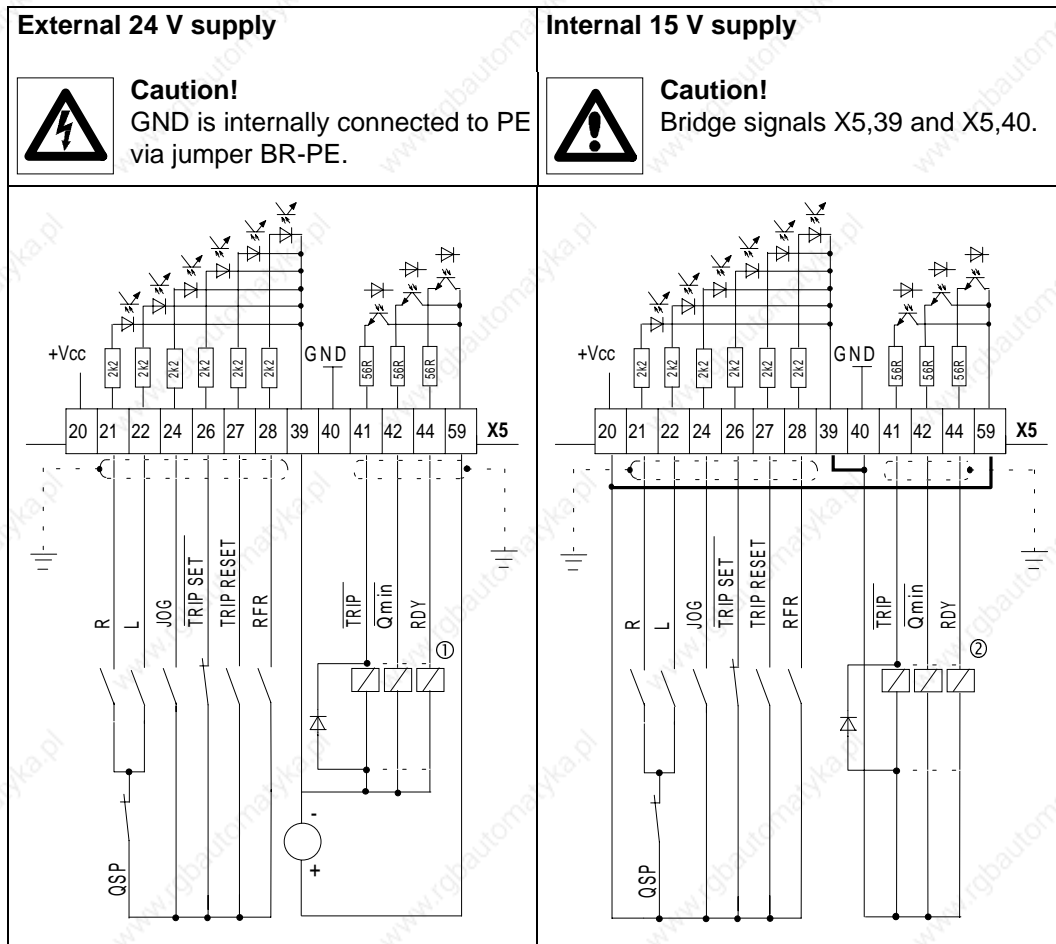 External 24 V supply
Caution!
GND is internally connected to PE
via jumper BR-PE.
Internal 15 V supply
Caution!
Bridge signals X5,39 and X5,40.
+Vcc
2k2 2k2 2k2 2k2 2k2 2k2
GND
56R 56R 56R
20 21 22 24 26 27 28 39 40 41 42 44 59 X5
R
L
JOG
TRIP SET
TRIP RESET
RFR
TRIP
Qmin
RDY
①
QSP
-
+
+Vcc
2k2 2k2 2k2 2k2 2k2 2k2
GND
56R 56R 56R
20 21 22 24 26 27 28 39 40 41 42 44 59 X5
R
L
JOG
TRIP SET
TRIP RESET
RFR
TRIP
Qmin
RDY
②
QSP
www.rgbautomatyka.pl